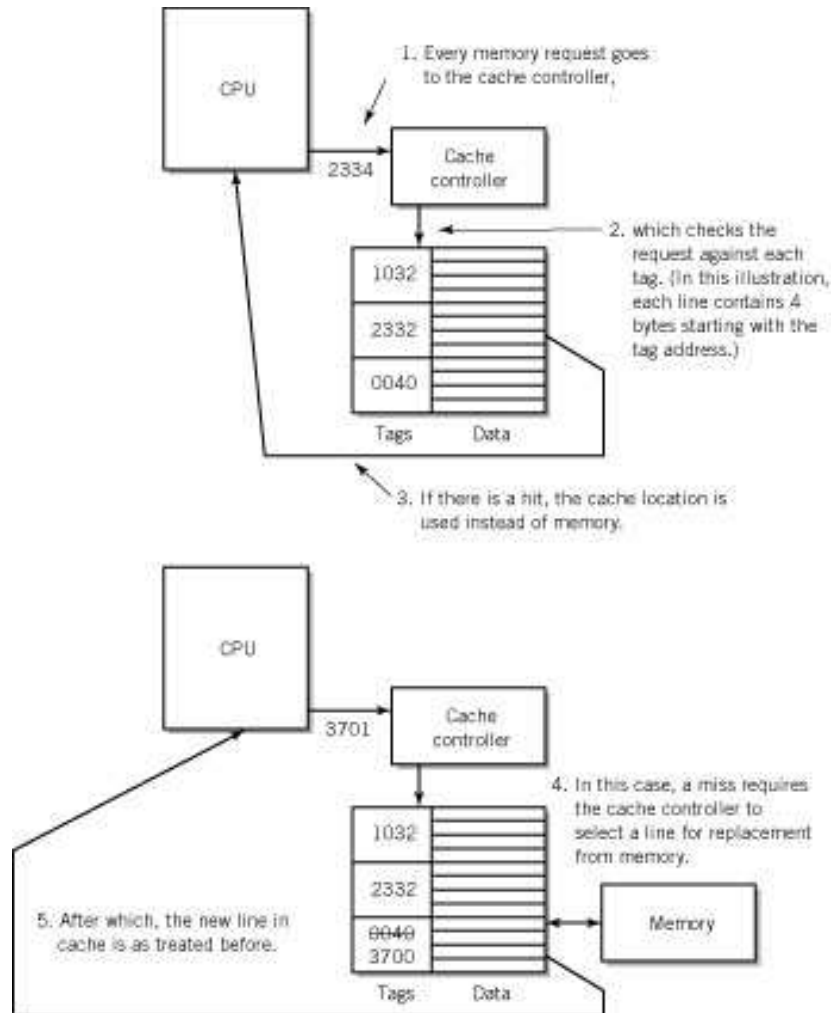 CPU
1. Every memory request goes
to the cache controller,
2334
Cache
controller
2. which checks the
request against each
tag. (In this illustration,
each line contains 4
bytes starting with the
tag address.)
1032
2332
0040
Tags
Data
3. If there is a hit, the cache location is
used instead of memory.
CPU
3701
Cache
controller
4. In this case, a miss requires
the cache controller to
select a line for replacement
from memory.
1032
2332
0040
3700
Memory
5. After which, the new line in
cache is as treated before.
Tags
Data